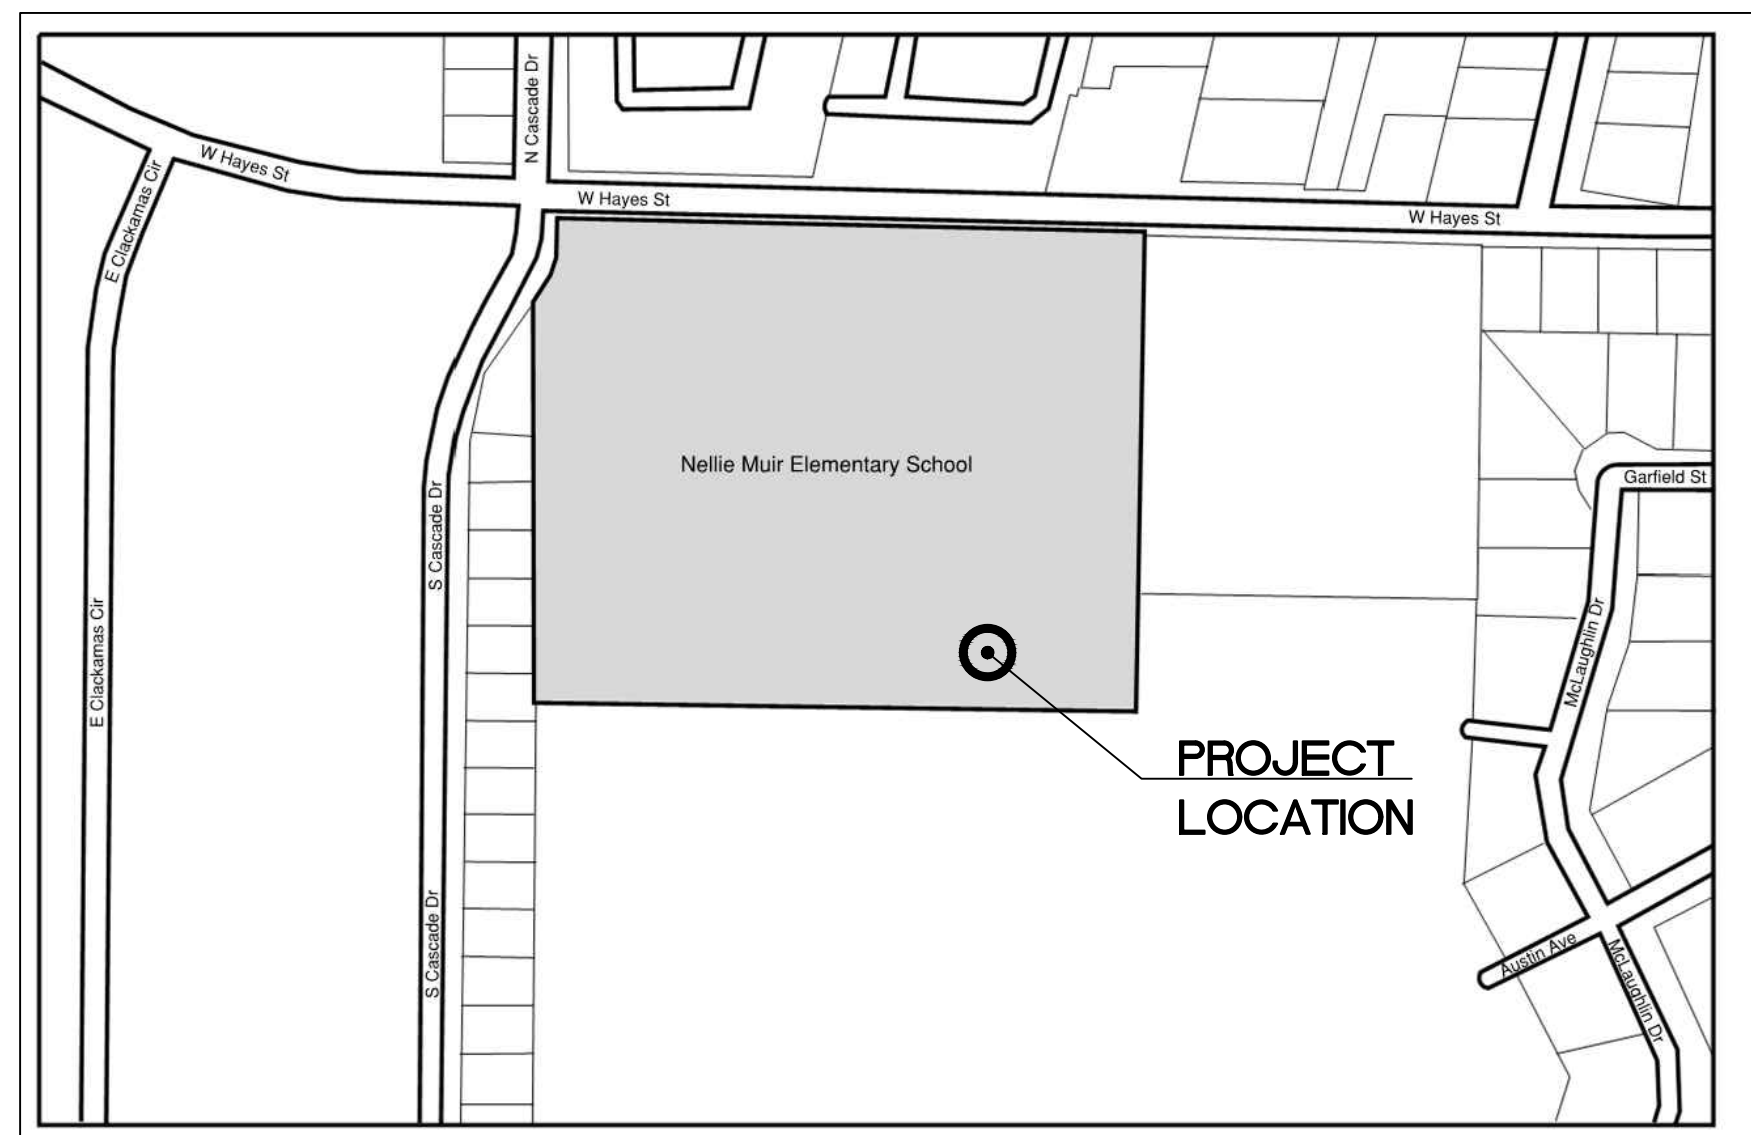 N Cascade Dr
W Hayes St
W Hayes St
W Hayes St
E Clackamas Cir
Nellie Muir Elementary School
Garfield St
S Cascade Dr
E Clackamas Cir
McLaughlin Dr
PROJECT
LOCATION
S Cascade Dr
Austin Ave
McLaughlin Dr